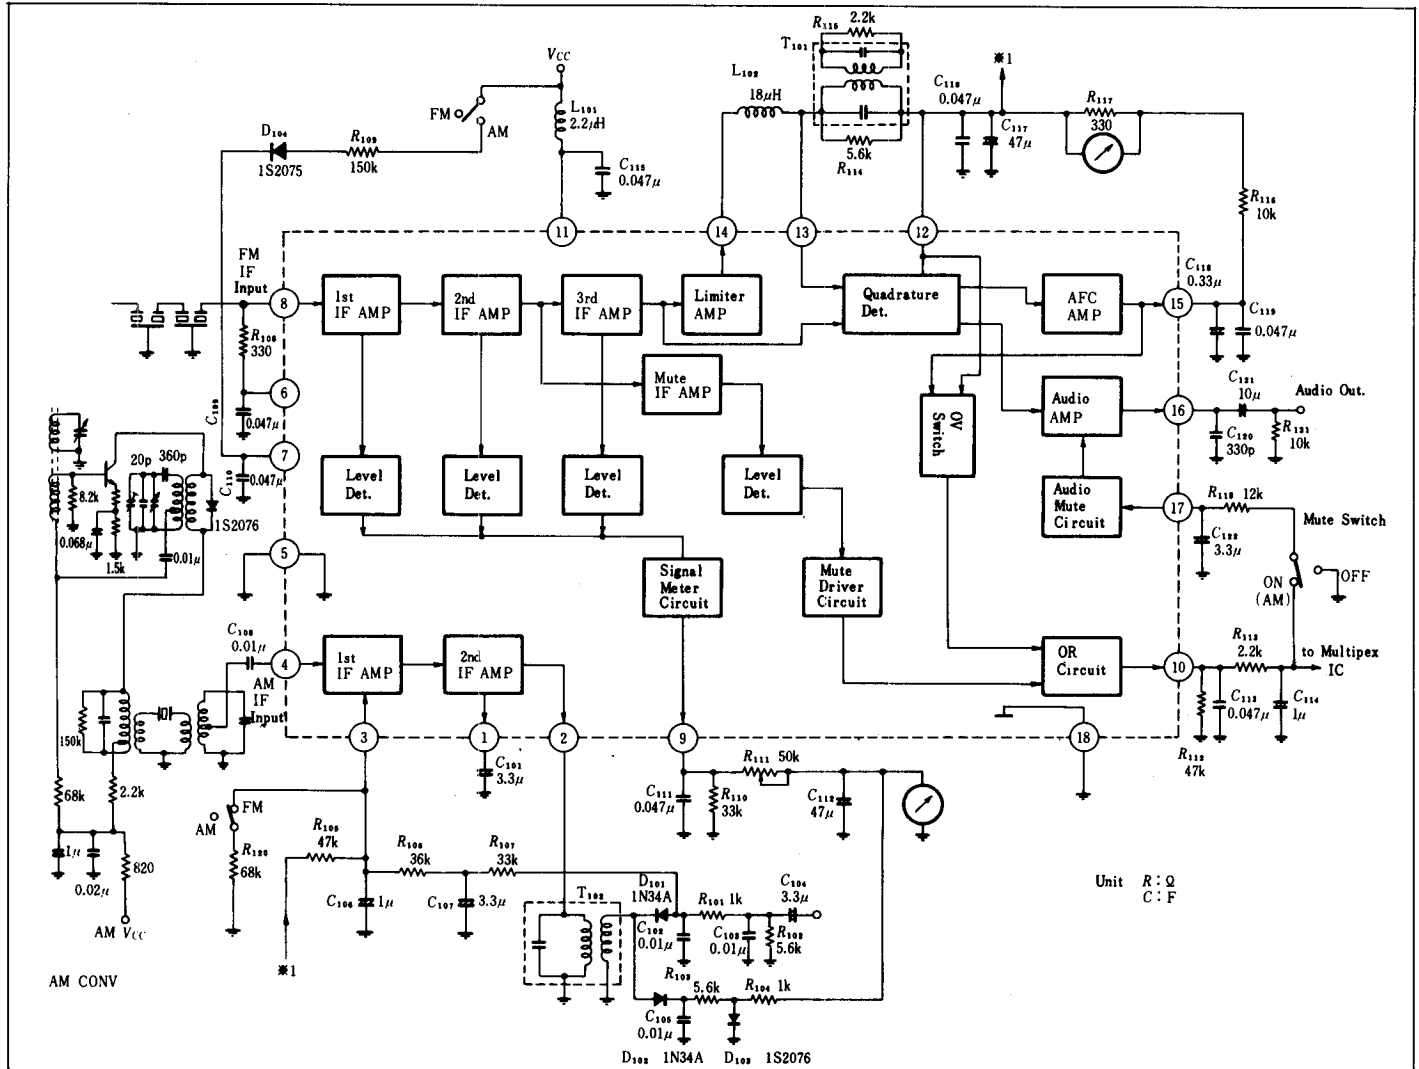 R₁₁₅ 2.2k
T₁₀₁
※1
V_CC
L₁₀₂
18μH
C₁₁₆
0.047μ
C₁₁₇
47μ
R₁₁₇
330
FM
AM
L₁₀₁
2.2μH
D₁₀₄
1S2075
R₁₀₉
150k
C₁₁₅
0.047μ
5.6k
R₁₁₄
R₁₁₆
10k
11
14
13
12
FM
IF
Input
8
1st
IF AMP
2nd
IF AMP
3rd
IF AMP
Limiter
AMP
Quadrature
Det.
AFC
AMP
15
C₁₁₈
0.33μ
C₁₁₉
0.047μ
R₁₀₈
330
6
C₁₀₉
0.047μ
Mute
IF AMP
OV
Switch
Audio
AMP
16
C₁₂₁
10μ
Audio Out.
C₁₂₀
330p
R₁₂₁
10k
7
C₁₁₀
0.047μ
20p 360p
8.2k
1S2076
0.068μ
1.5k
0.01μ
Level
Det.
Level
Det.
Level
Det.
Level
Det.
Audio
Mute
Circuit
17
R₁₁₈ 12k
C₁₂₂
3.3μ
Mute Switch
ON
(AM)
OFF
5
Signal
Meter
Circuit
Mute
Driver
Circuit
C₁₀₈
0.01μ
4
AM
IF
Input
1st
IF AMP
2nd
IF AMP
OR
Circuit
10
R₁₁₃
2.2k
to Multipex
IC
C₁₁₃
0.047μ
C₁₁₄
1μ
R₁₁₂
47k
150k
3
1
2
9
18
C₁₀₁
3.3μ
68k
2.2k
R₁₁₁ 50k
C₁₁₁
0.047μ
R₁₁₀
33k
C₁₁₂
47μ
FM
AM
R₁₂₀
68k
R₁₀₅
47k
R₁₀₆
36k
R₁₀₇
33k
1μ
0.02μ
820
AM V_CC
C₁₀₆ 1μ
C₁₀₇ 3.3μ
T₁₀₂
D₁₀₁
1N34A
R₁₀₁ 1k
C₁₀₄
3.3μ
C₁₀₂
0.01μ
C₁₀₃
0.01μ
R₁₀₂
5.6k
Unit R : Ω
C : F
※1
AM CONV
R₁₀₃
5.6k
R₁₀₄ 1k
C₁₀₅
0.01μ
D₁₀₂ 1N34A D₁₀₃ 1S2076